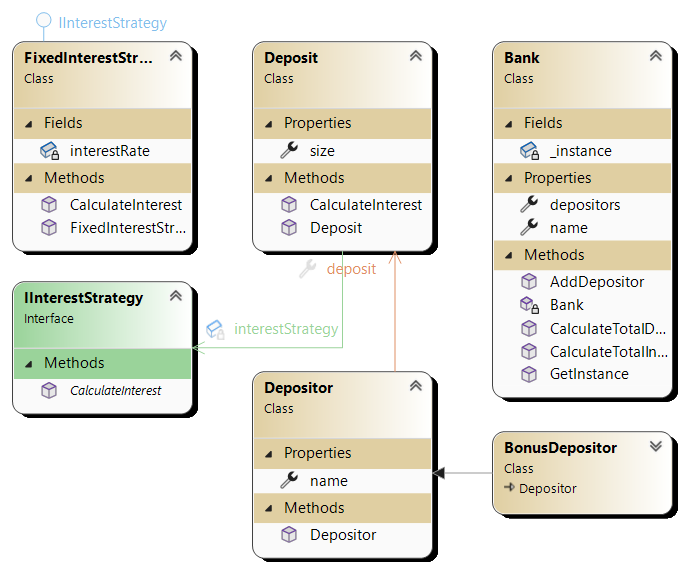 IInterestStrategy
FixedInterestStr...
Class
Fields
interestRate
Methods
CalculateInterest
FixedInterestStr...
Deposit
Class
Properties
size
Methods
CalculateInterest
Deposit
Bank
Class
Fields
_instance
Properties
depositors
name
Methods
AddDepositor
Bank
CalculateTotalD...
CalculateTotalIn...
GetInstance
deposit
interestStrategy
IInterestStrategy
Interface
Methods
CalculateInterest
Depositor
Class
Properties
name
Methods
Depositor
BonusDepositor
Class
Depositor